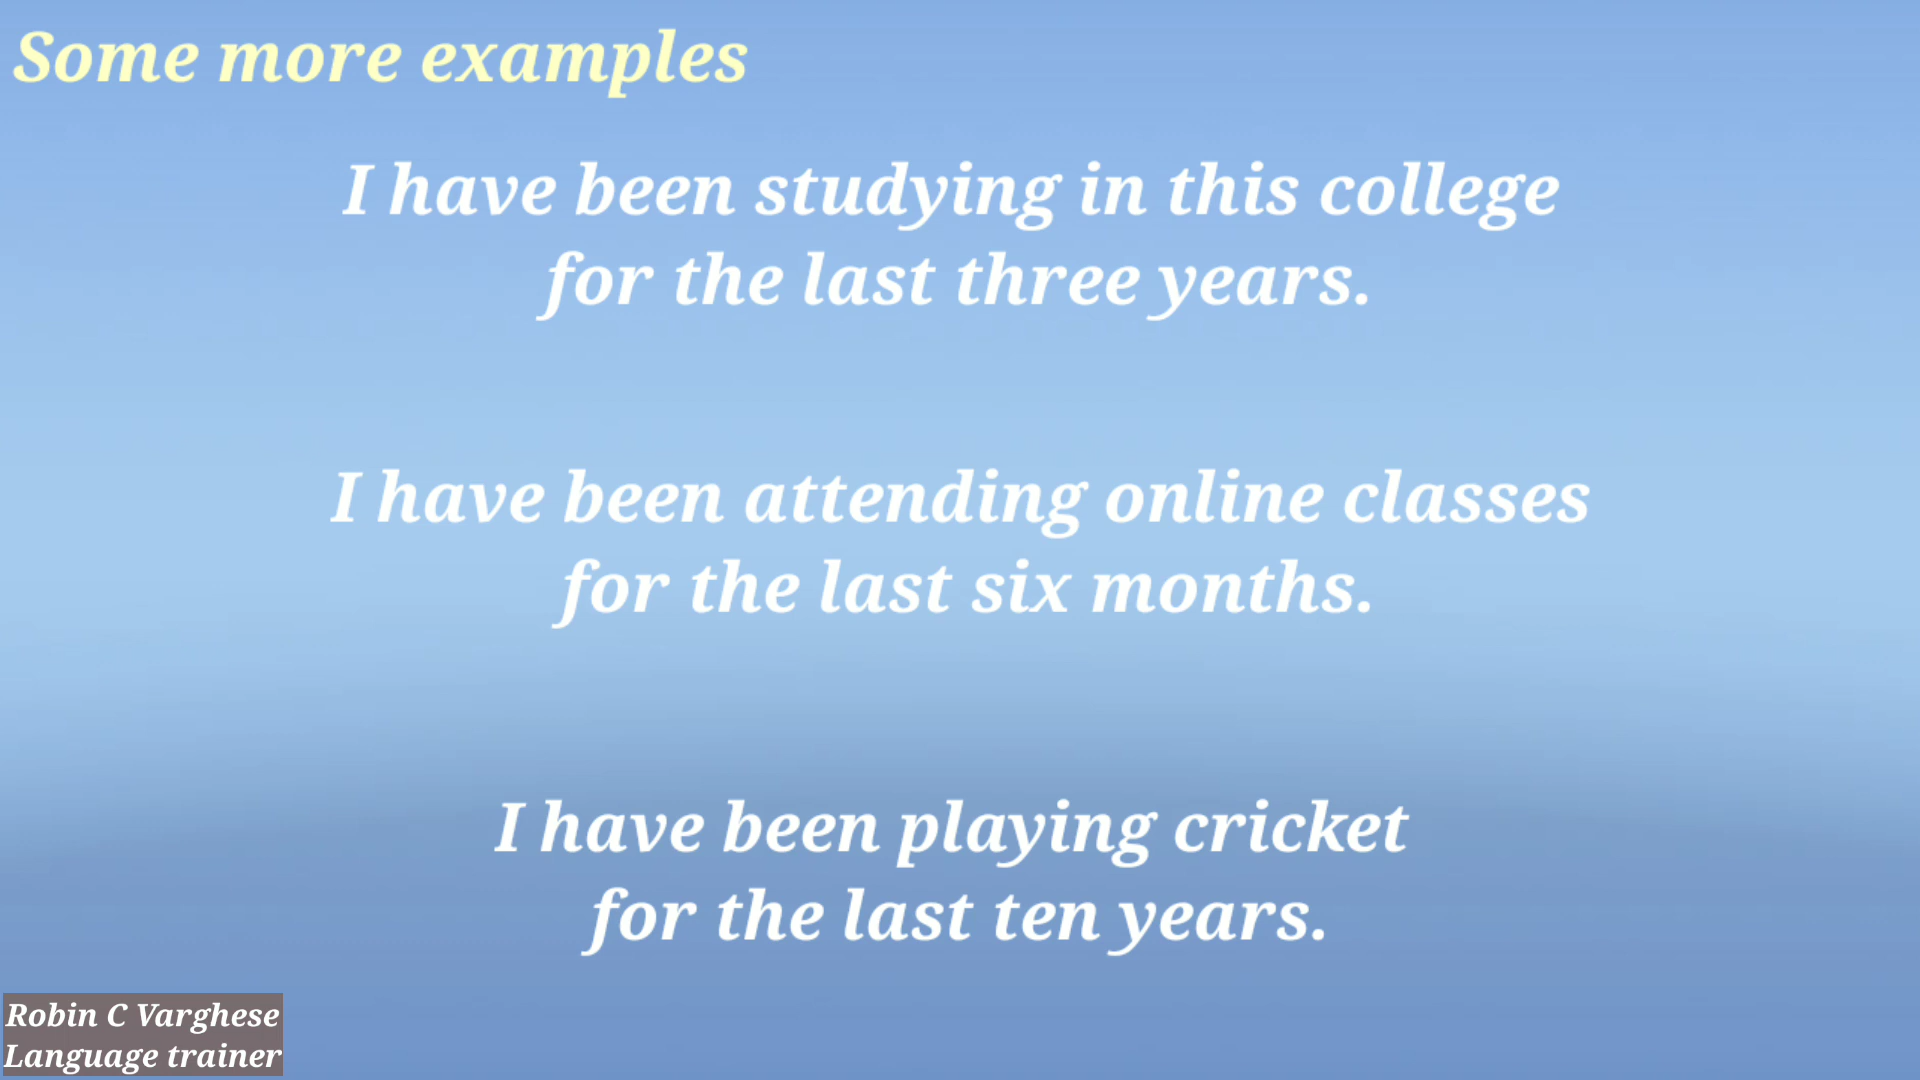 Some more examples
I have been studying in this college
for the last three years.
I have been attending online classes
for the last six months.
I have been playing cricket
for the last ten years.
Robin C Varghese
Language trainer